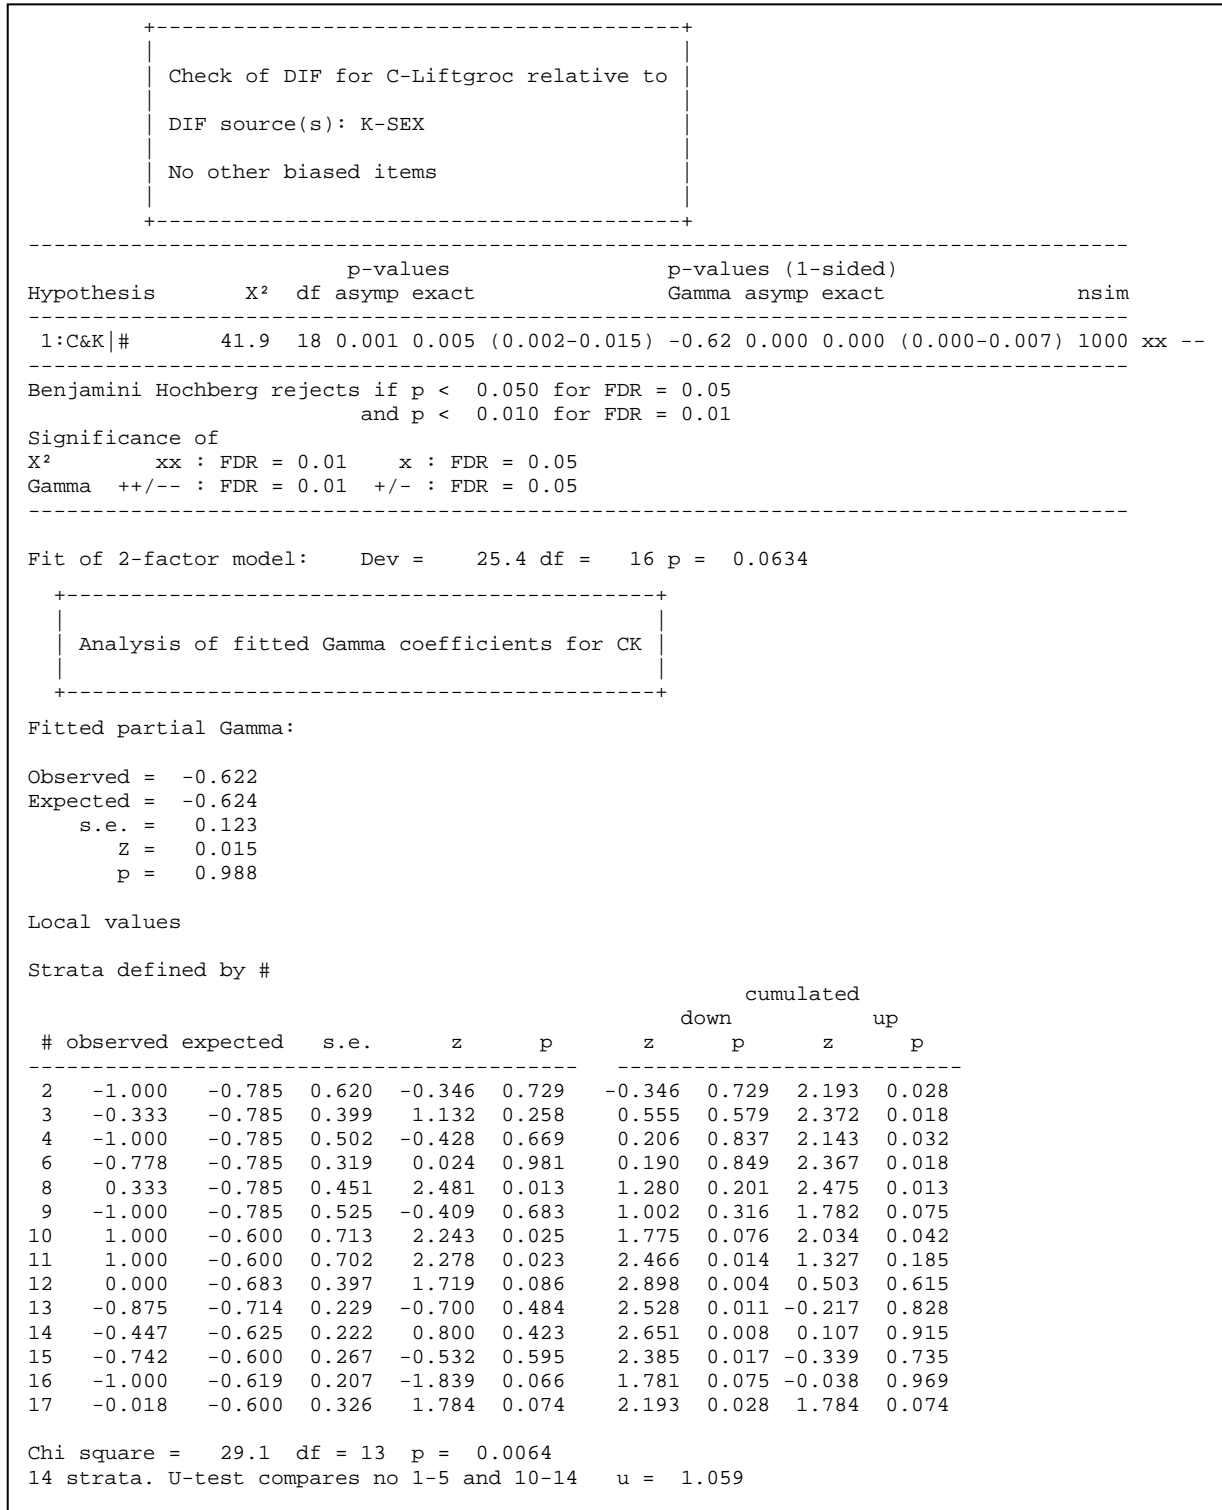 Check of DIF for C-Liftgroc relative to
DIF source(s): K-SEX
No other biased items
p-values p-values (1-sided)
Hypothesis X² df asymp exact Gamma asymp exact nsim
1:C&K|# 41.9 18 0.001 0.005 (0.002-0.015) -0.62 0.000 0.000 (0.000-0.007) 1000 xx --
Benjamini Hochberg rejects if p < 0.050 for FDR = 0.05
and p < 0.010 for FDR = 0.01
Significance of
X² xx : FDR = 0.01 x : FDR = 0.05
Gamma ++/-- : FDR = 0.01 +/- : FDR = 0.05
Fit of 2-factor model: Dev = 25.4 df = 16 p = 0.0634
Analysis of fitted Gamma coefficients for CK
Fitted partial Gamma:
Observed = -0.622
Expected = -0.624
s.e. = 0.123
Z = 0.015
p = 0.988
Local values
Strata defined by #
cumulated
down up
# observed expected s.e. z p z p z p
2 -1.000 -0.785 0.620 -0.346 0.729 -0.346 0.729 2.193 0.028
3 -0.333 -0.785 0.399 1.132 0.258 0.555 0.579 2.372 0.018
4 -1.000 -0.785 0.502 -0.428 0.669 0.206 0.837 2.143 0.032
6 -0.778 -0.785 0.319 0.024 0.981 0.190 0.849 2.367 0.018
8 0.333 -0.785 0.451 2.481 0.013 1.280 0.201 2.475 0.013
9 -1.000 -0.785 0.525 -0.409 0.683 1.002 0.316 1.782 0.075
10 1.000 -0.600 0.713 2.243 0.025 1.775 0.076 2.034 0.042
11 1.000 -0.600 0.702 2.278 0.023 2.466 0.014 1.327 0.185
12 0.000 -0.683 0.397 1.719 0.086 2.898 0.004 0.503 0.615
13 -0.875 -0.714 0.229 -0.700 0.484 2.528 0.011 -0.217 0.828
14 -0.447 -0.625 0.222 0.800 0.423 2.651 0.008 0.107 0.915
15 -0.742 -0.600 0.267 -0.532 0.595 2.385 0.017 -0.339 0.735
16 -1.000 -0.619 0.207 -1.839 0.066 1.781 0.075 -0.038 0.969
17 -0.018 -0.600 0.326 1.784 0.074 2.193 0.028 1.784 0.074
Chi square = 29.1 df = 13 p = 0.0064
14 strata. U-test compares no 1-5 and 10-14 u = 1.059